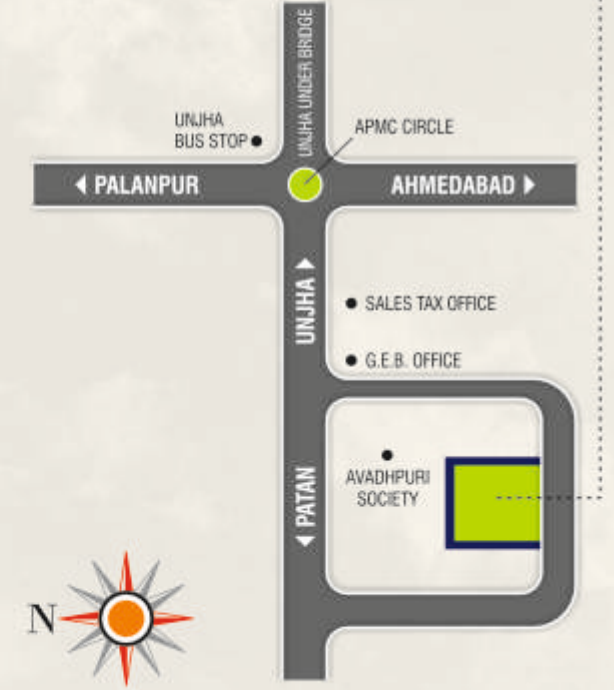 UNJHA UNDER BRIDGE
UNJHA
BUS STOP
APMC CIRCLE
PALANPUR
AHMEDABAD
UNJHA
SALES TAX OFFICE
G.E.B. OFFICE
AVADHPURI
SOCIETY
PATAN
N